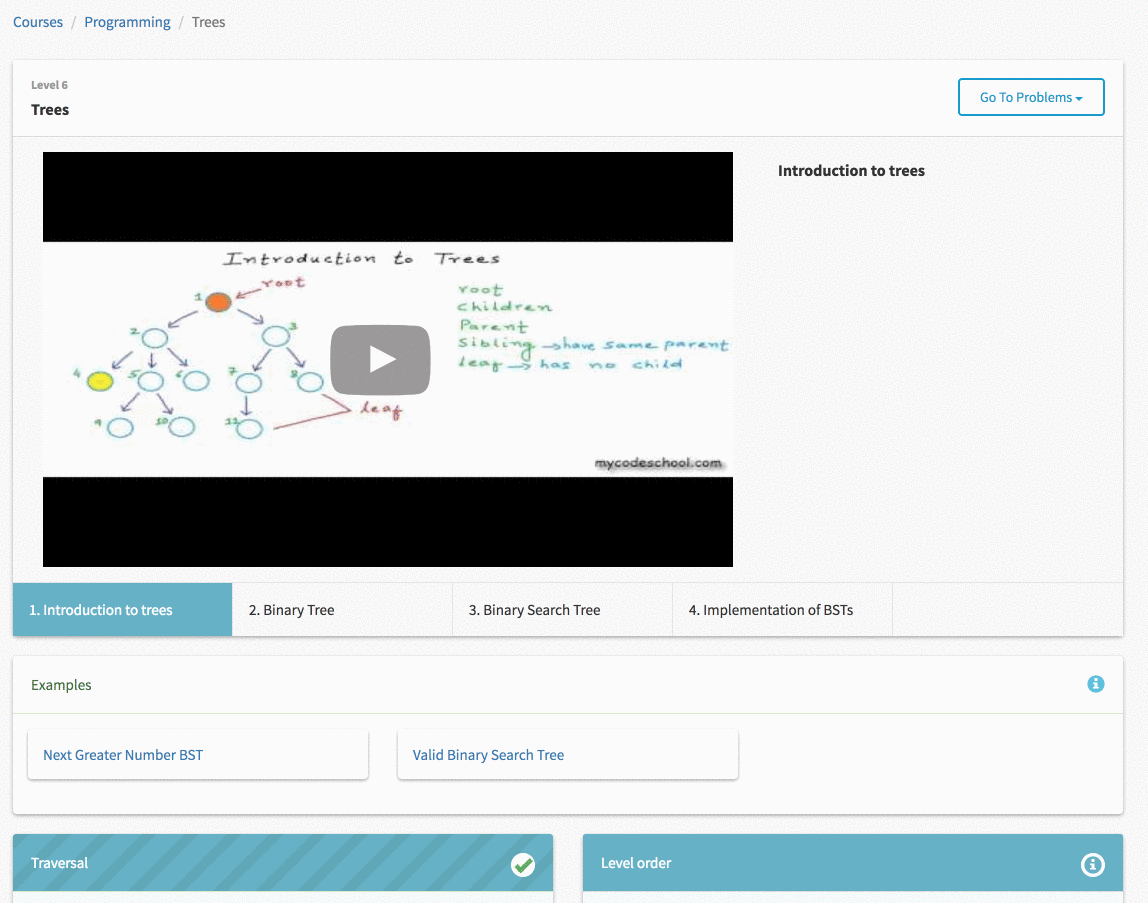 Courses / Programming / Trees
Level 6
Trees
Go To Problems
Introduction to trees
Introduction to Trees
root
1
2
3
4
5
6
7
8
9
10
11
leaf
root
Children
Parent
Sibling → have same parent
leaf → has no child
mycodeschool.com
1. Introduction to trees
2. Binary Tree
3. Binary Search Tree
4. Implementation of BSTs
Examples
Next Greater Number BST
Valid Binary Search Tree
Traversal
Level order